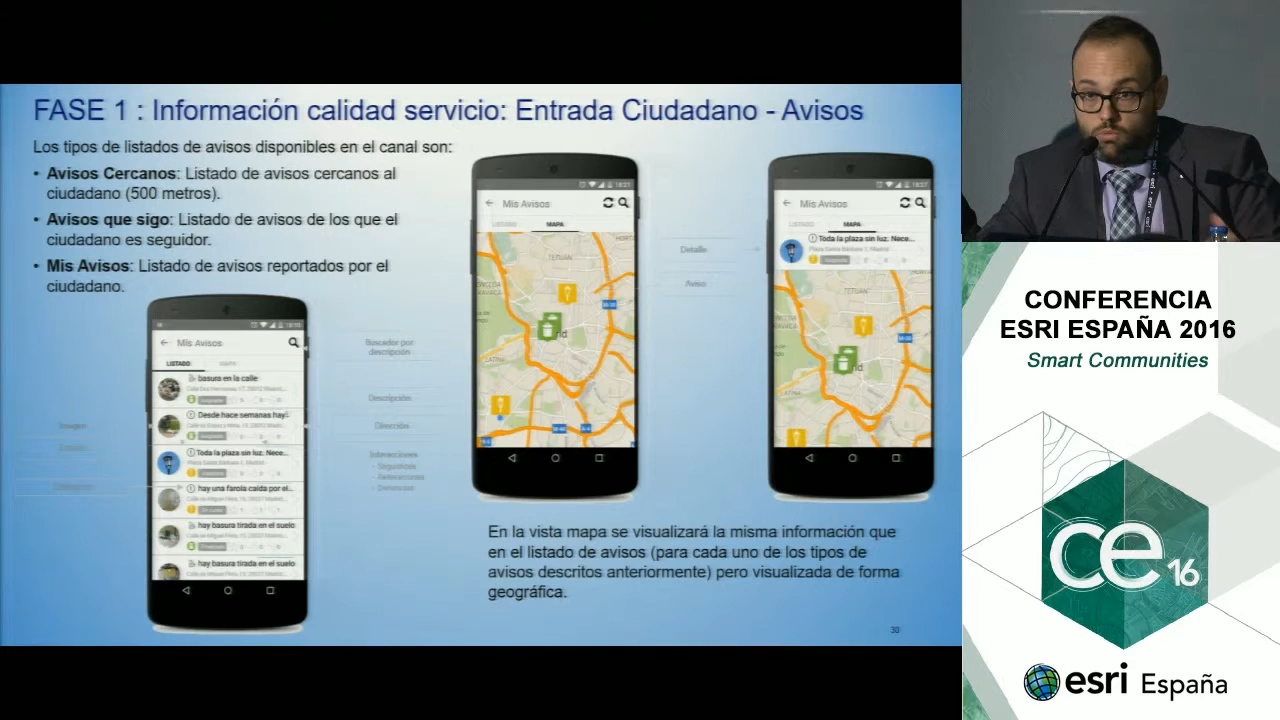 FASE 1 : Información calidad servicio: Entrada Ciudadano - Avisos
Los tipos de listados de avisos disponibles en el canal son:
• Avisos Cercanos: Listado de avisos cercanos al
ciudadano (500 metros).
• Avisos que sigo: Listado de avisos de los que el
ciudadano es seguidor.
• Mis Avisos: Listado de avisos reportados por el
ciudadano.
Mis Avisos
LISTADO
MAPA
basura en la calle
Desde hace semanas hay
Toda la plaza sin luz. Nece...
hay una farola caída por el...
hay basura tirada en el suelo
hay basura tirada en el suelo
Imagen
Buscador por
descripción
Descripción
Dirección
Interacciones
- Seguidores
Mis Avisos
LISTADO
MAPA
TETUÁN
LATINA
Detalle
Aviso
Mis Avisos
LISTADO
MAPA
Toda la plaza sin luz. Nece...
TETUÁN
LATINA
En la vista mapa se visualizará la misma información que
en el listado de avisos (para cada uno de los tipos de
avisos descritos anteriormente) pero visualizada de forma
geográfica.
30
CONFERENCIA
ESRI ESPAÑA 2016
Smart Communities
ce16
esri España